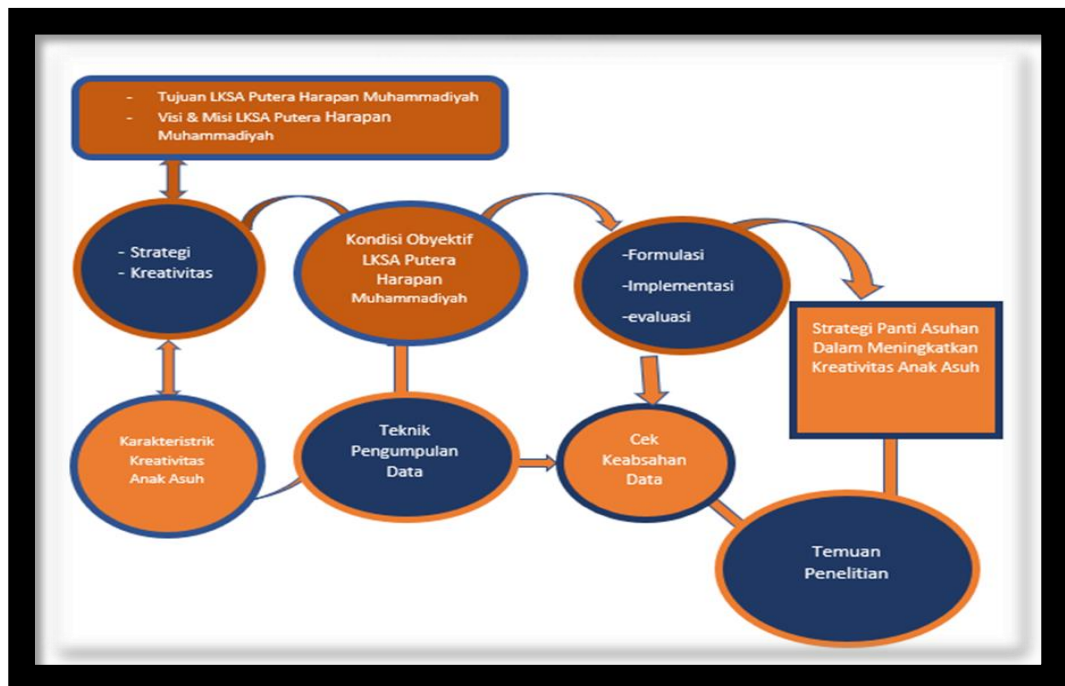 - Tujuan LKSA Putera Harapan Muhammadiyah
- Visi & Misi LKSA Putera Harapan
Muhammadiyah
- Strategi
- Kreativitas
Kondisi Obyektif
LKSA Putera
Harapan
Muhammadiyah
-Formulasi
-Implementasi
-evaluasi
Strategi Panti Asuhan
Dalam Meningkatkan
Kreativitas Anak Asuh
Karakteristrik
Kreativitas
Anak Asuh
Teknik
Pengumpulan
Data
Cek
Keabsahan
Data
Temuan
Penelitian